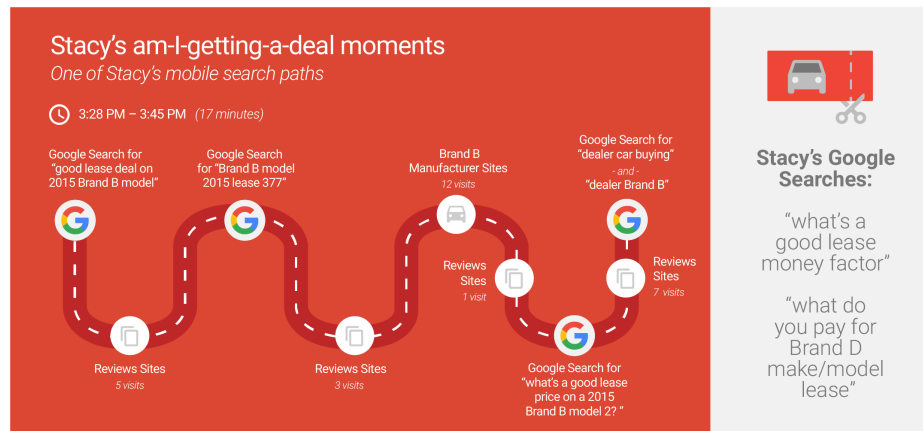 Stacy's am-I-getting-a-deal moments
One of Stacy's mobile search paths
3:28 PM – 3:45 PM (17 minutes)
Google Search for
"good lease deal on
2015 Brand B model"
Reviews Sites
5 visits
Google Search
for "Brand B model
2015 lease 377"
Reviews Sites
3 visits
Brand B
Manufacturer Sites
12 visits
Reviews
Sites
1 visit
Google Search for
"what's a good lease
price on a 2015
Brand B model 2? "
Reviews
Sites
7 visits
Google Search for
"dealer car buying"
- and -
"dealer Brand B"
Stacy's Google
Searches:
"what's a
good lease
money factor"
"what do
you pay for
Brand D
make/model
lease"